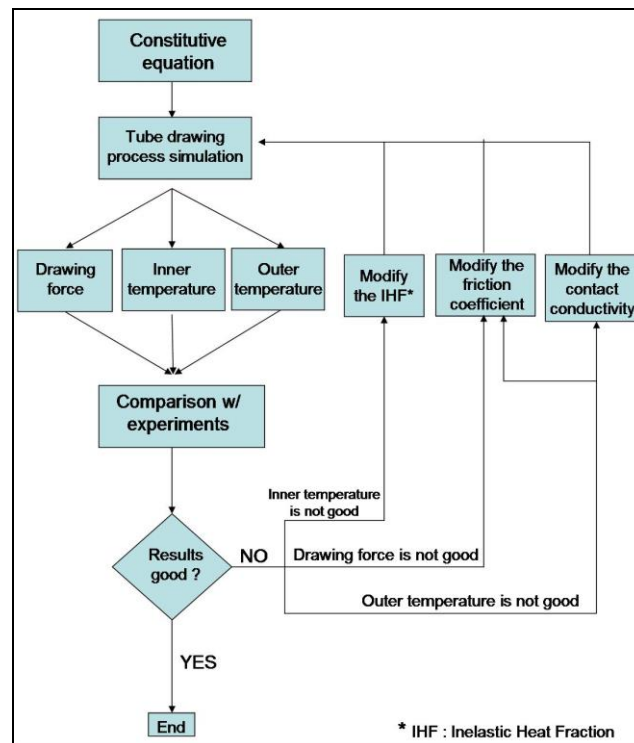 Constitutive
equation
Tube drawing
process simulation
Drawing
force
Inner
temperature
Outer
temperature
Modify
the IHF*
Modify the
friction
coefficient
Modify the
contact
conductivity
Comparison w/
experiments
Inner temperature
is not good
Results
good ?
NO
Drawing force is not good
Outer temperature is not good
YES
End
* IHF : Inelastic Heat Fraction